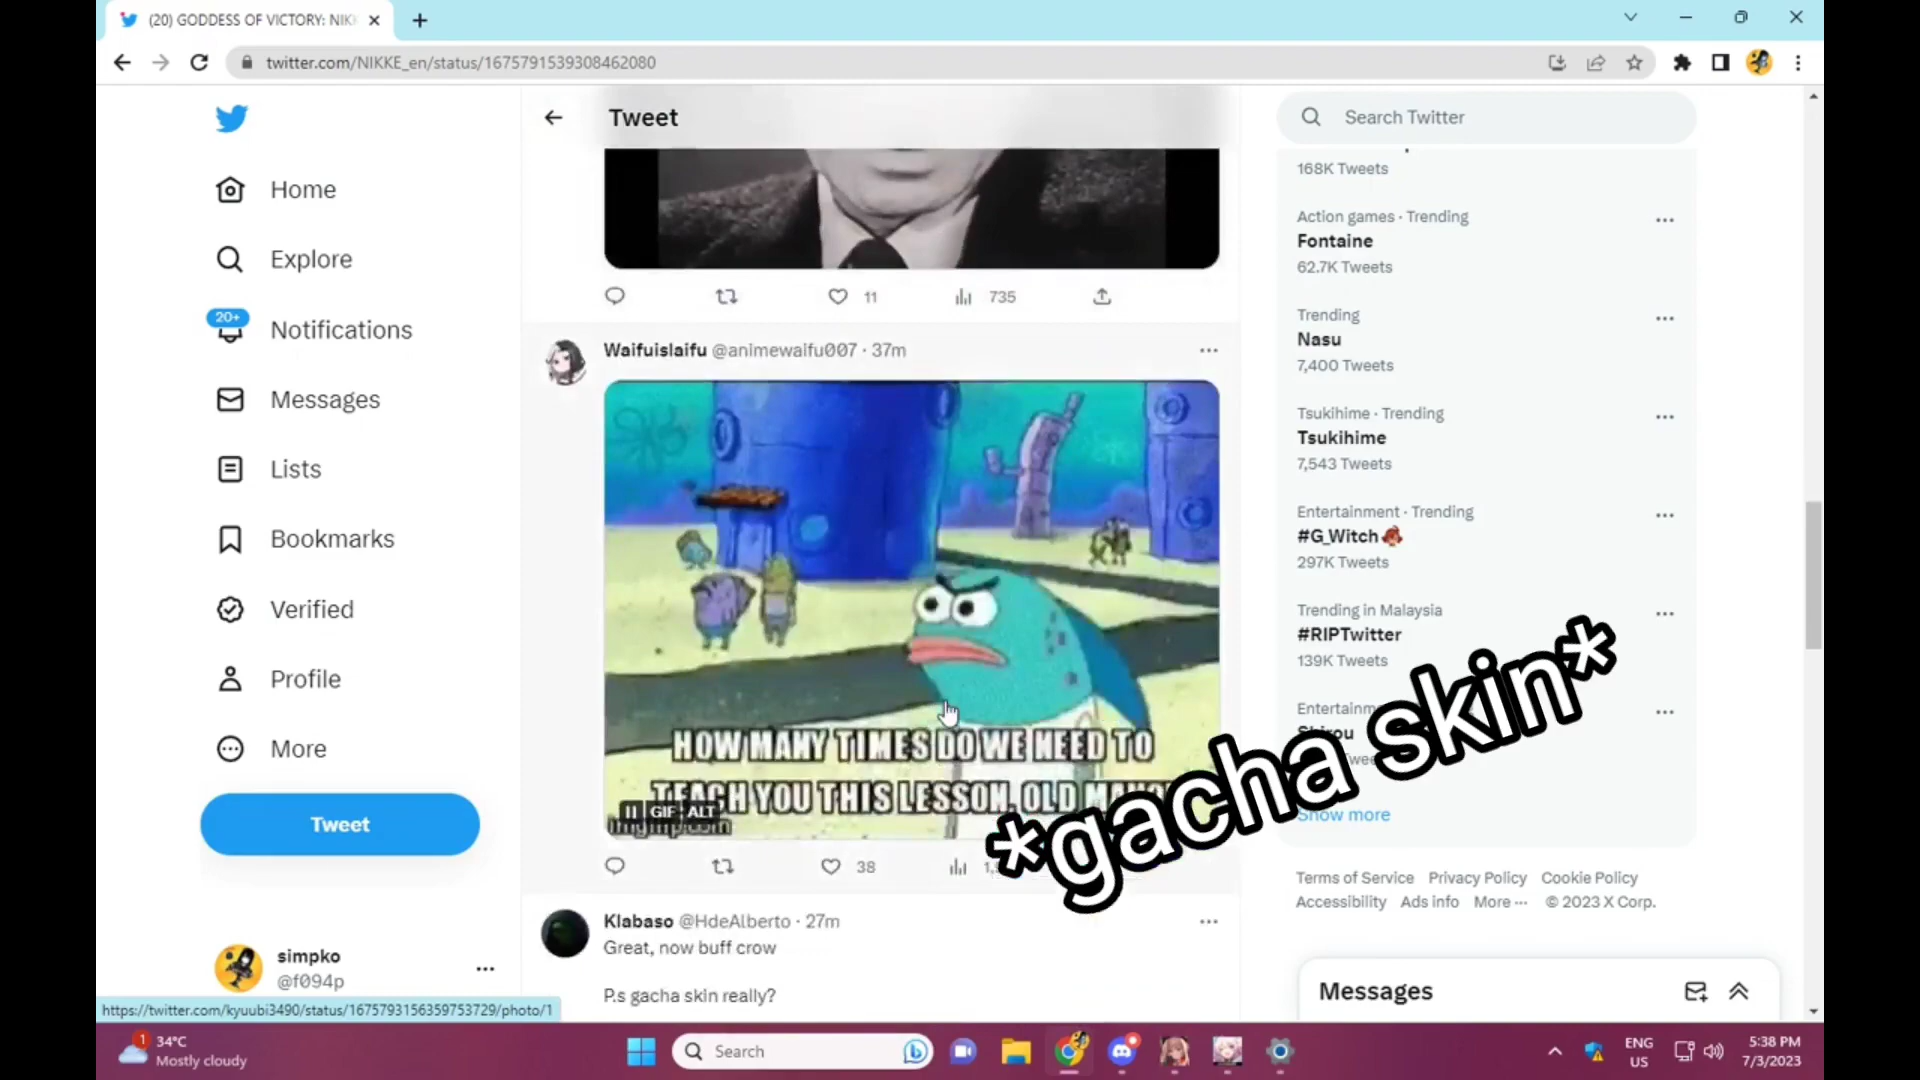 (20) GODDESS OF VICTORY: NIK
twitter.com/NIKKE_en/status/1675791539308462080
Tweet
Search Twitter
Home
Explore
20+
Notifications
Messages
Lists
Bookmarks
Verified
Profile
More
Tweet
simpko
@f094p
11
735
Waifuislaifu @animewaifu007 · 37m
HOW MANY TIMES DO WE NEED TO
TEACH YOU THIS LESSON, OLD
GIF ALT
imgflip.com
38
Klabaso @HdeAlberto · 27m
Great, now buff crow
P.s gacha skin really?
168K Tweets
Action games · Trending
Fontaine
62.7K Tweets
Trending
Nasu
7,400 Tweets
Tsukihime · Trending
Tsukihime
7,543 Tweets
Entertainment · Trending
#G_Witch
297K Tweets
Trending in Malaysia
#RIPTwitter
139K Tweets
Show more
*gacha skin*
Terms of Service Privacy Policy Cookie Policy
Accessibility Ads info More ··· © 2023 X Corp.
Messages
https://twitter.com/kyuubi3490/status/1675793156359753729/photo/1
1
34°C
Mostly cloudy
Search
ENG
US
5:38 PM
7/3/2023